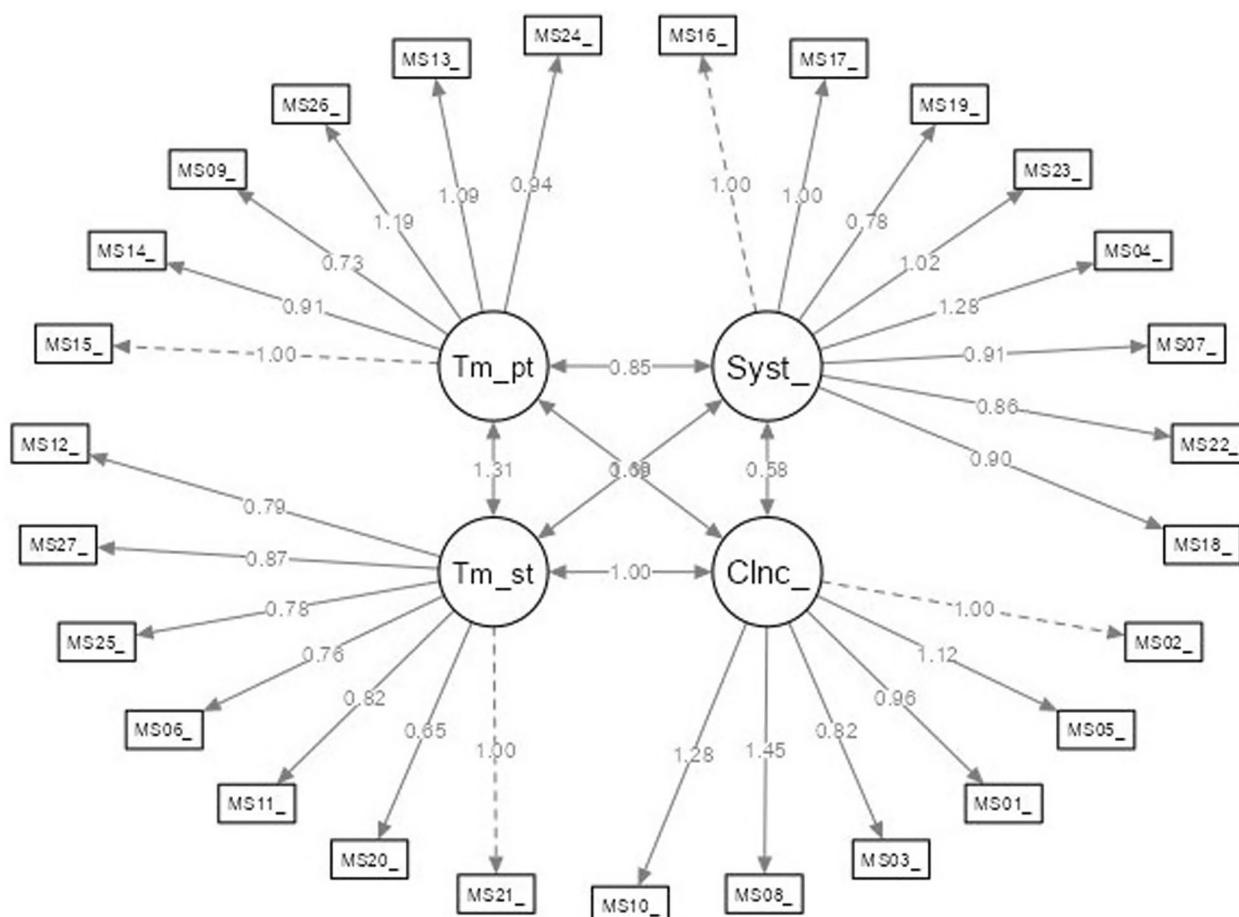 MS24_
MS16_
MS13_
MS17_
MS26_
MS19_
MS09_
MS23_
1.00
0.94
1.09
1.00
0.78
MS14_
1.19
MS04_
0.73
1.02
0.91
1.28
MS15_
1.00
0.91
MS07_
Tm_pt
0.85
Syst_
0.86
MS12_
MS22_
0.90
1.31
0.58
0.79
MS27_
0.87
MS18_
Tm_st
1.00
Clnc_
1.00
0.78
MS25_
MS02_
0.76
1.12
0.82
0.96
MS06_
MS05_
0.65
1.00
1.28
1.45
0.82
MS11_
MS01_
MS20_
MS03_
MS21_
MS10_
MS08_